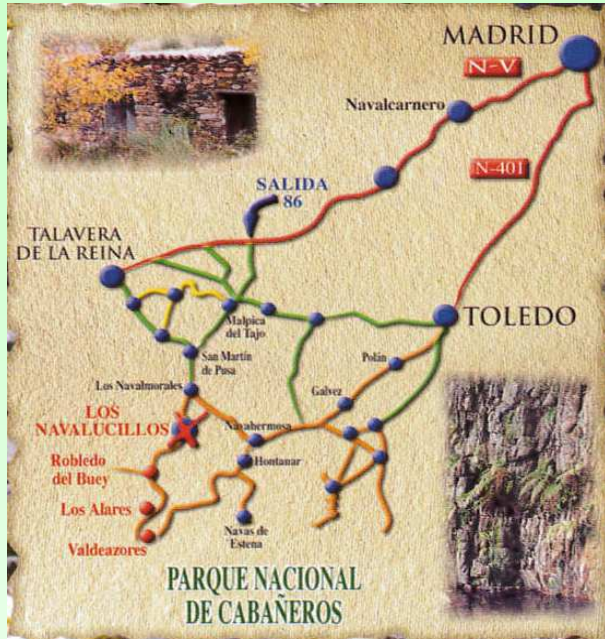 MADRID
N-V
Navalcarnero
N-401
SALIDA
86
TALAVERA
DE LA REINA
Malpica
del Tajo
TOLEDO
San Martín
de Pusa
Polán
Los Navalmorales
Galvez
LOS
NAVALUCILLOS
Navahermosa
Robledo
del Buey
Hontanar
Los Alares
Navas de
Estena
Valdeazores
PARQUE NACIONAL
DE CABAÑEROS